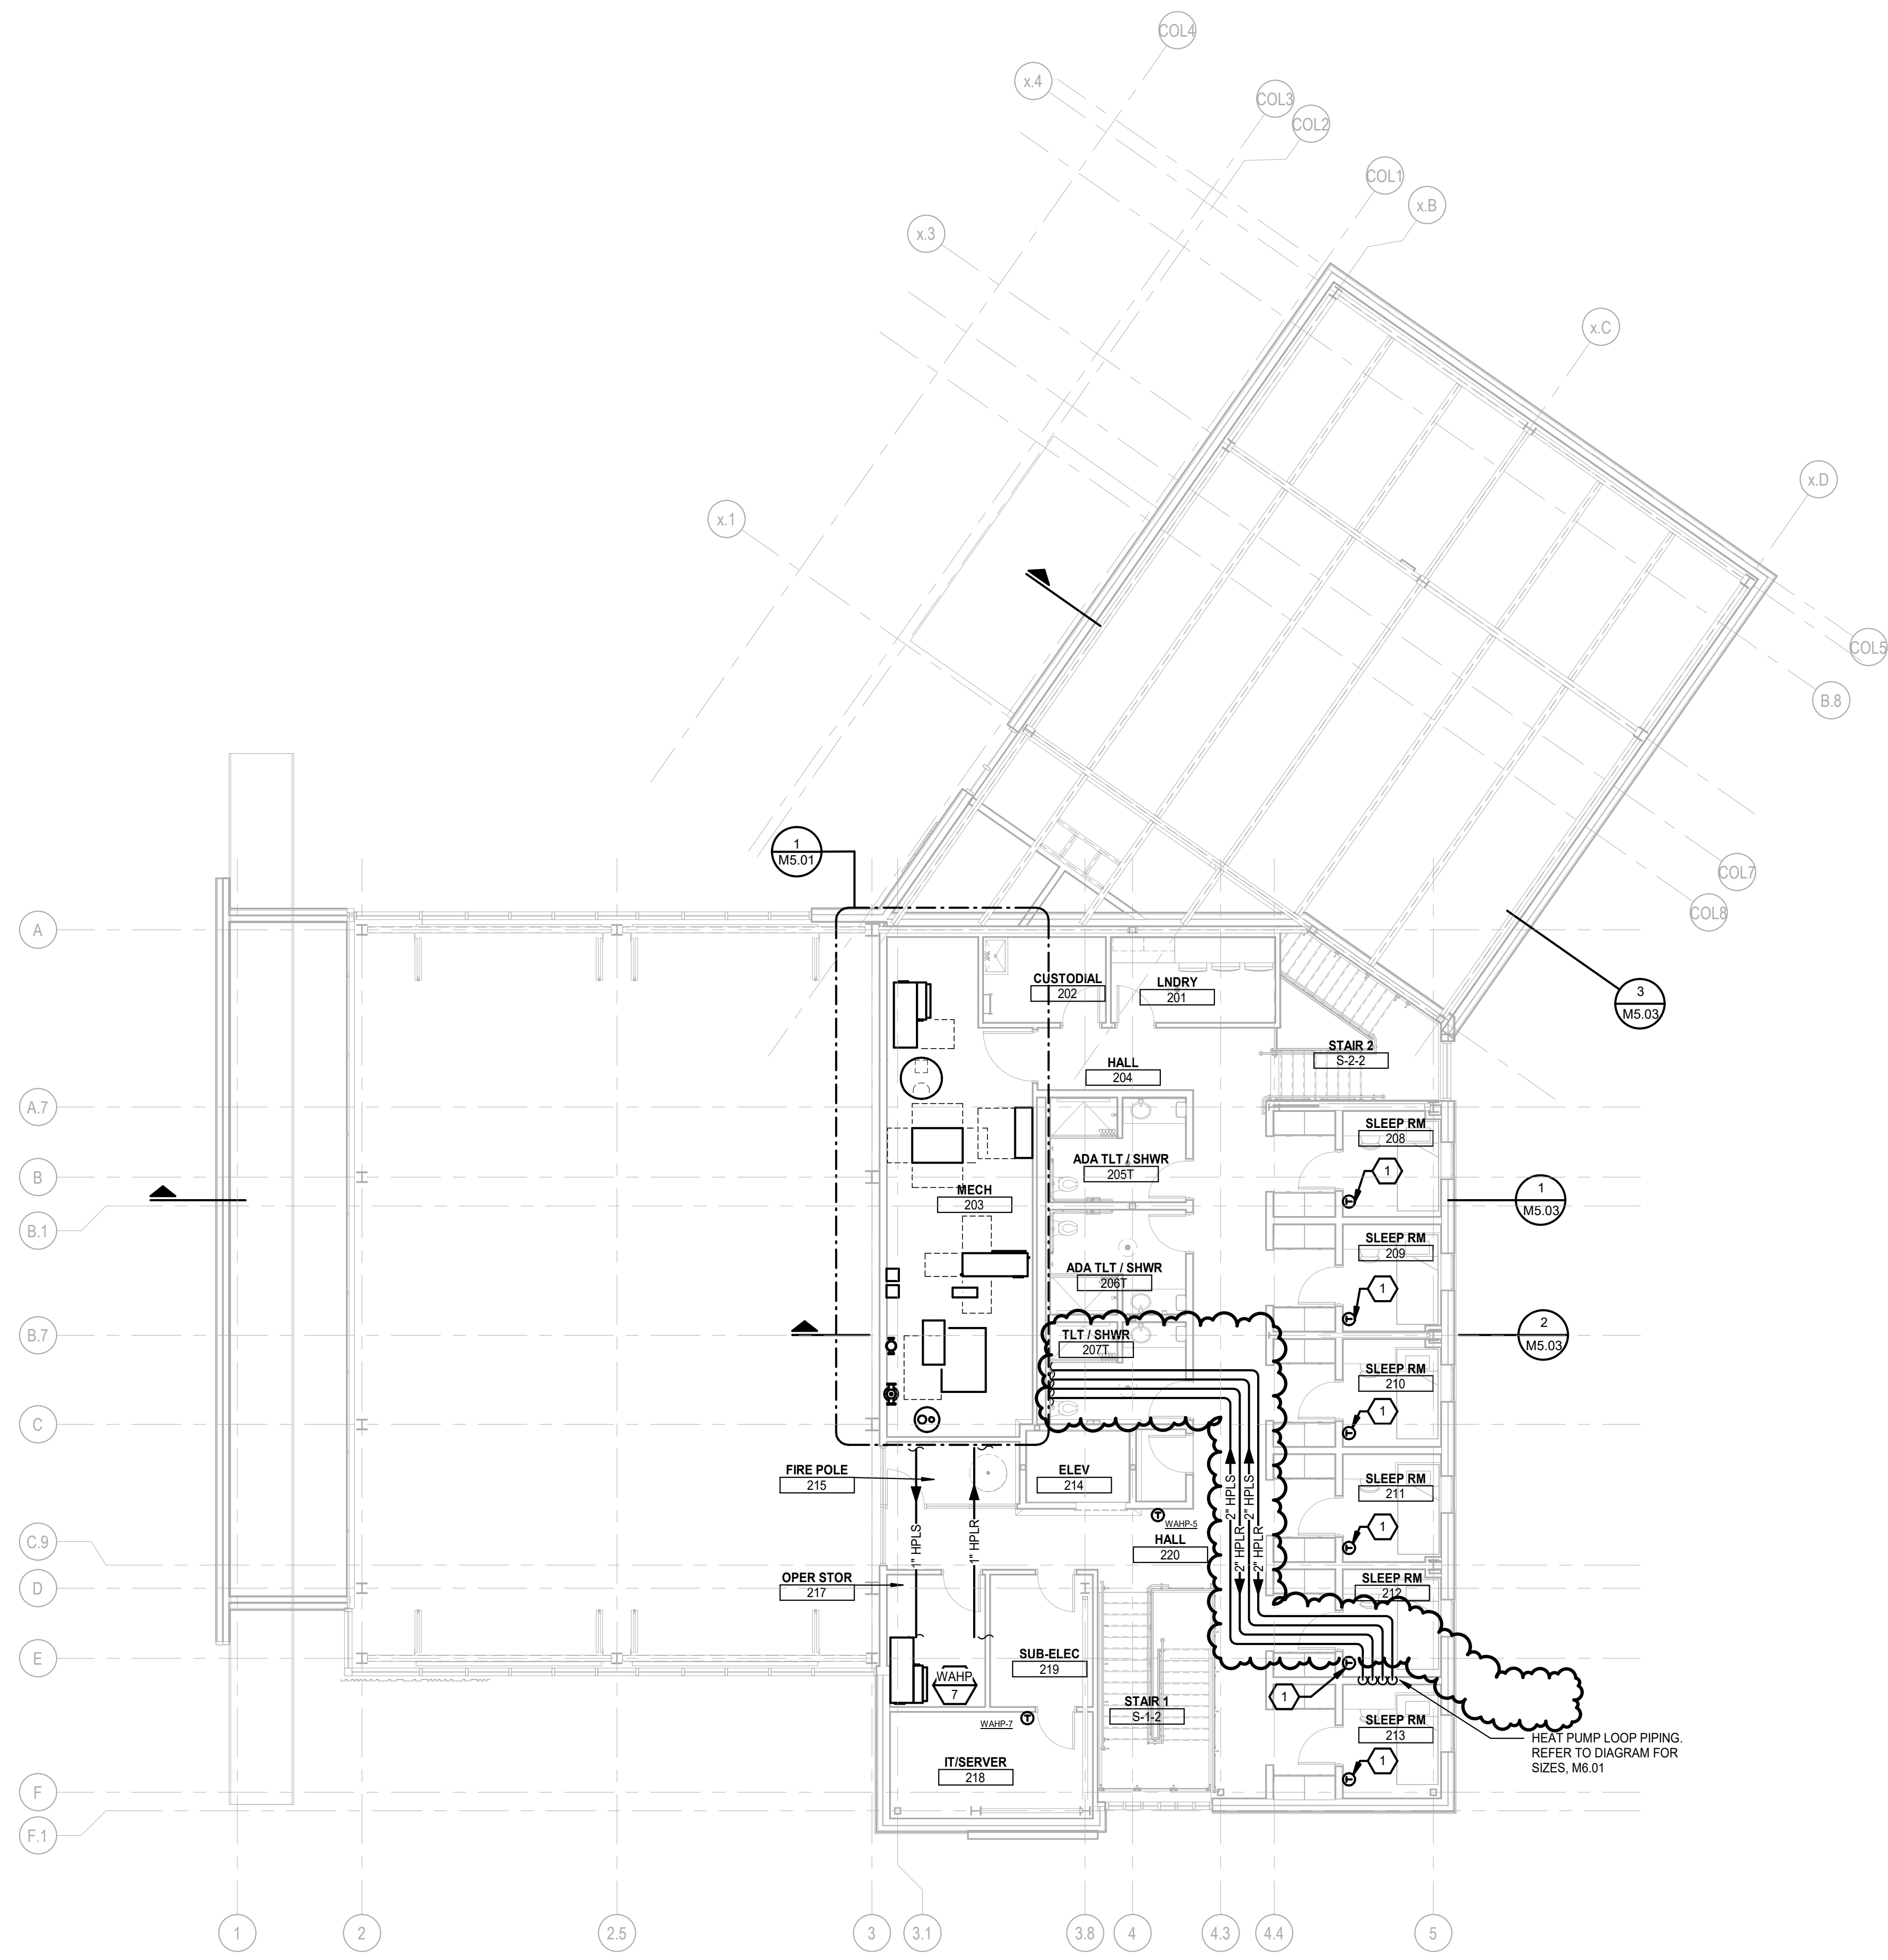 COL4
x.4
COL3
COL2
COL1
x.B
x.3
x.C
x.D
x.1
COL5
B.8
COL7
COL8
1
M5.01
A
CUSTODIAL
202
LNDRY
201
3
M5.03
STAIR 2
S-2-2
HALL
204
A.7
SLEEP RM
208
ADA TLT / SHWR
205T
1
B
MECH
203
1
M5.03
B.1
SLEEP RM
209
ADA TLT / SHWR
206T
1
B.7
TLT / SHWR
207T
2
M5.03
SLEEP RM
210
1
C
FIRE POLE
215
ELEV
214
SLEEP RM
211
2" HPLS
2" HPLS
1
WAHP-5
C.9
1" HPLS
1" HPLR
HALL
220
2" HPLR
2" HPLR
OPER STOR
217
SLEEP RM
212
D
E
SUB-ELEC
219
WAHP
7
1
STAIR 1
S-1-2
WAHP-7
SLEEP RM
213
HEAT PUMP LOOP PIPING.
REFER TO DIAGRAM FOR
SIZES, M6.01
1
IT/SERVER
218
F
F.1
1
2
2.5
3
3.1
3.8
4
4.3
4.4
5